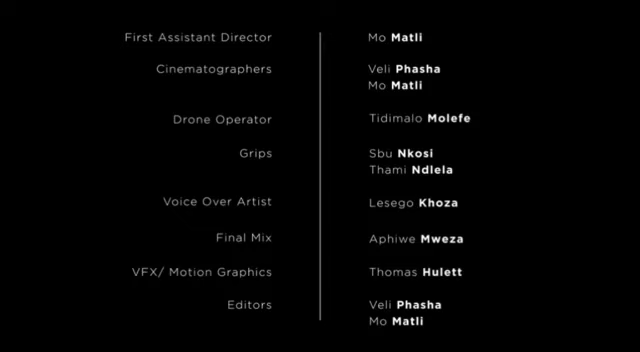 First Assistant Director Mo Matli
Cinematographers Veli Phasha
Mo Matli
Drone Operator Tidimalo Molefe
Grips Sbu Nkosi
Thami Ndlela
Voice Over Artist Lesego Khoza
Final Mix Aphiwe Mweza
VFX/ Motion Graphics Thomas Hulett
Editors Veli Phasha
Mo Matli